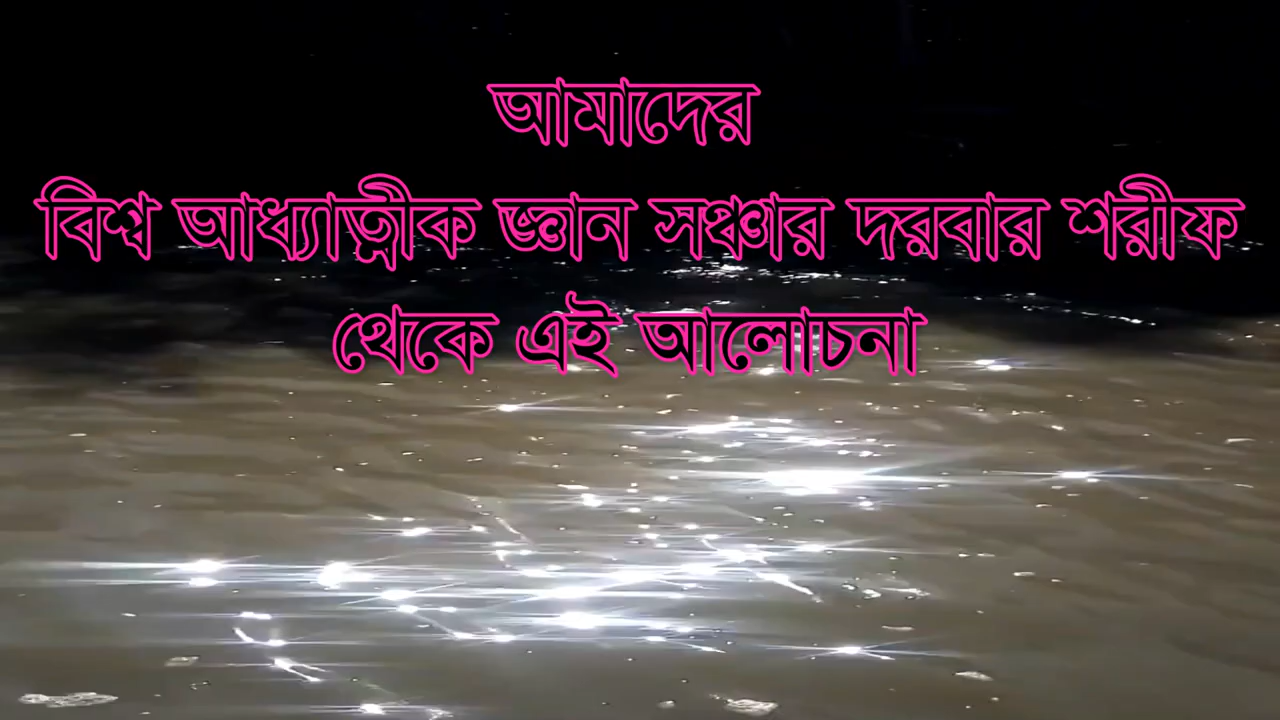 আমাদের
বিশ্ব আধ্যাত্নীক জ্ঞান সঞ্চার দরবার শরীফ
থেকে এই আলোচনা